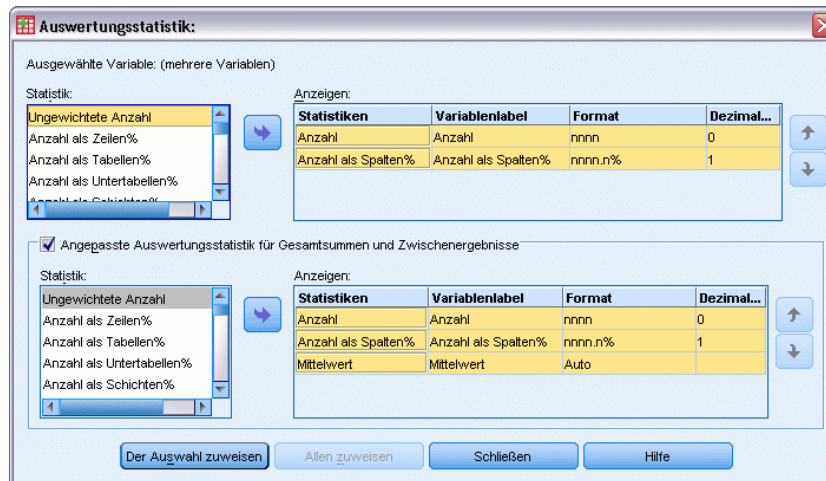 Auswertungsstatistik:
Ausgewählte Variable: (mehrere Variablen)
Statistik:
Ungewichtete Anzahl
Anzahl als Zeilen%
Anzahl als Tabellen%
Anzahl als Untertabellen%
Anzahl als Schichten%
Anzeigen:
Statistiken Variablenlabel Format Dezimal...
Anzahl Anzahl nnnn 0
Anzahl als Spalten% Anzahl als Spalten% nnnn.n% 1
Angepasste Auswertungsstatistik für Gesamtsummen und Zwischenergebnisse
Statistik:
Ungewichtete Anzahl
Anzahl als Zeilen%
Anzahl als Tabellen%
Anzahl als Untertabellen%
Anzahl als Schichten%
Anzeigen:
Statistiken Variablenlabel Format Dezimal...
Anzahl Anzahl nnnn 0
Anzahl als Spalten% Anzahl als Spalten% nnnn.n% 1
Mittelwert Mittelwert Auto
Der Auswahl zuweisen Allen zuweisen Schließen Hilfe